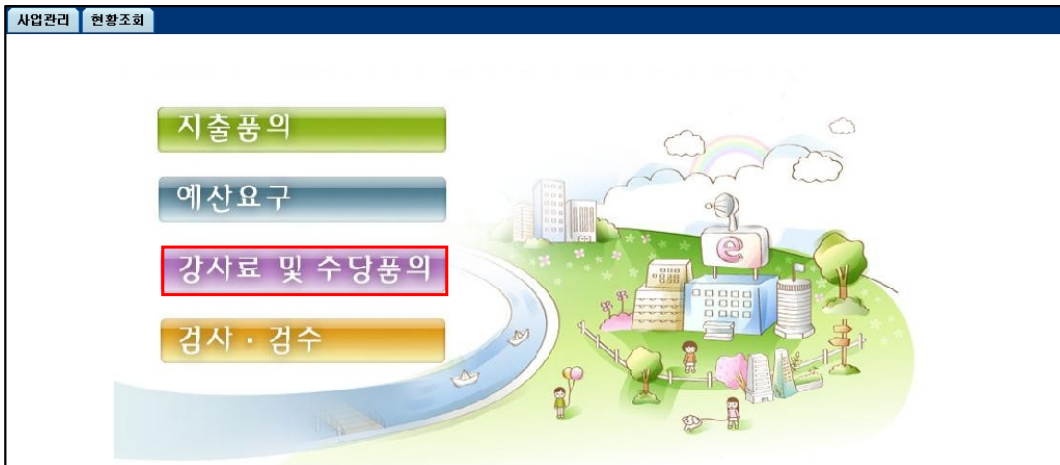 사업관리
현황조회
지출품의
예산요구
강사료 및 수당품의
검사 · 검수
e